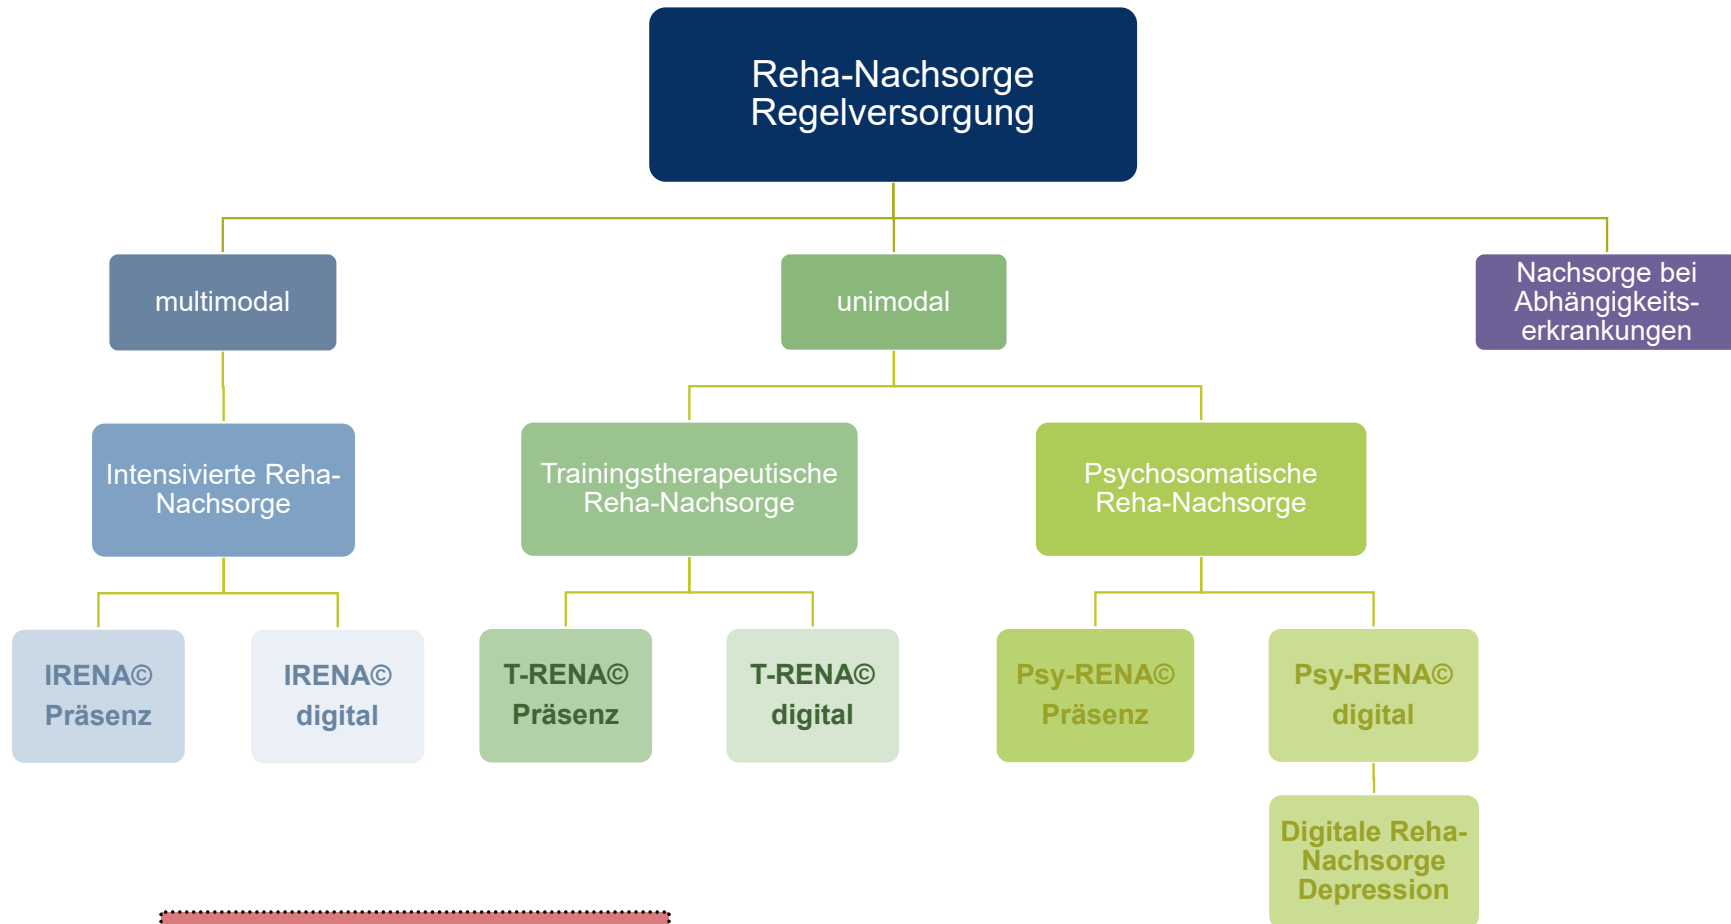 Reha-Nachsorge
Regelversorgung
multimodal
unimodal
Nachsorge bei
Abhängigkeits-
erkrankungen
Intensivierte Reha-
Nachsorge
Trainingstherapeutische
Reha-Nachsorge
Psychosomatische
Reha-Nachsorge
IRENA©
Präsenz
IRENA©
digital
T-RENA©
Präsenz
T-RENA©
digital
Psy-RENA©
Präsenz
Psy-RENA©
digital
Digitale Reha-
Nachsorge
Depression